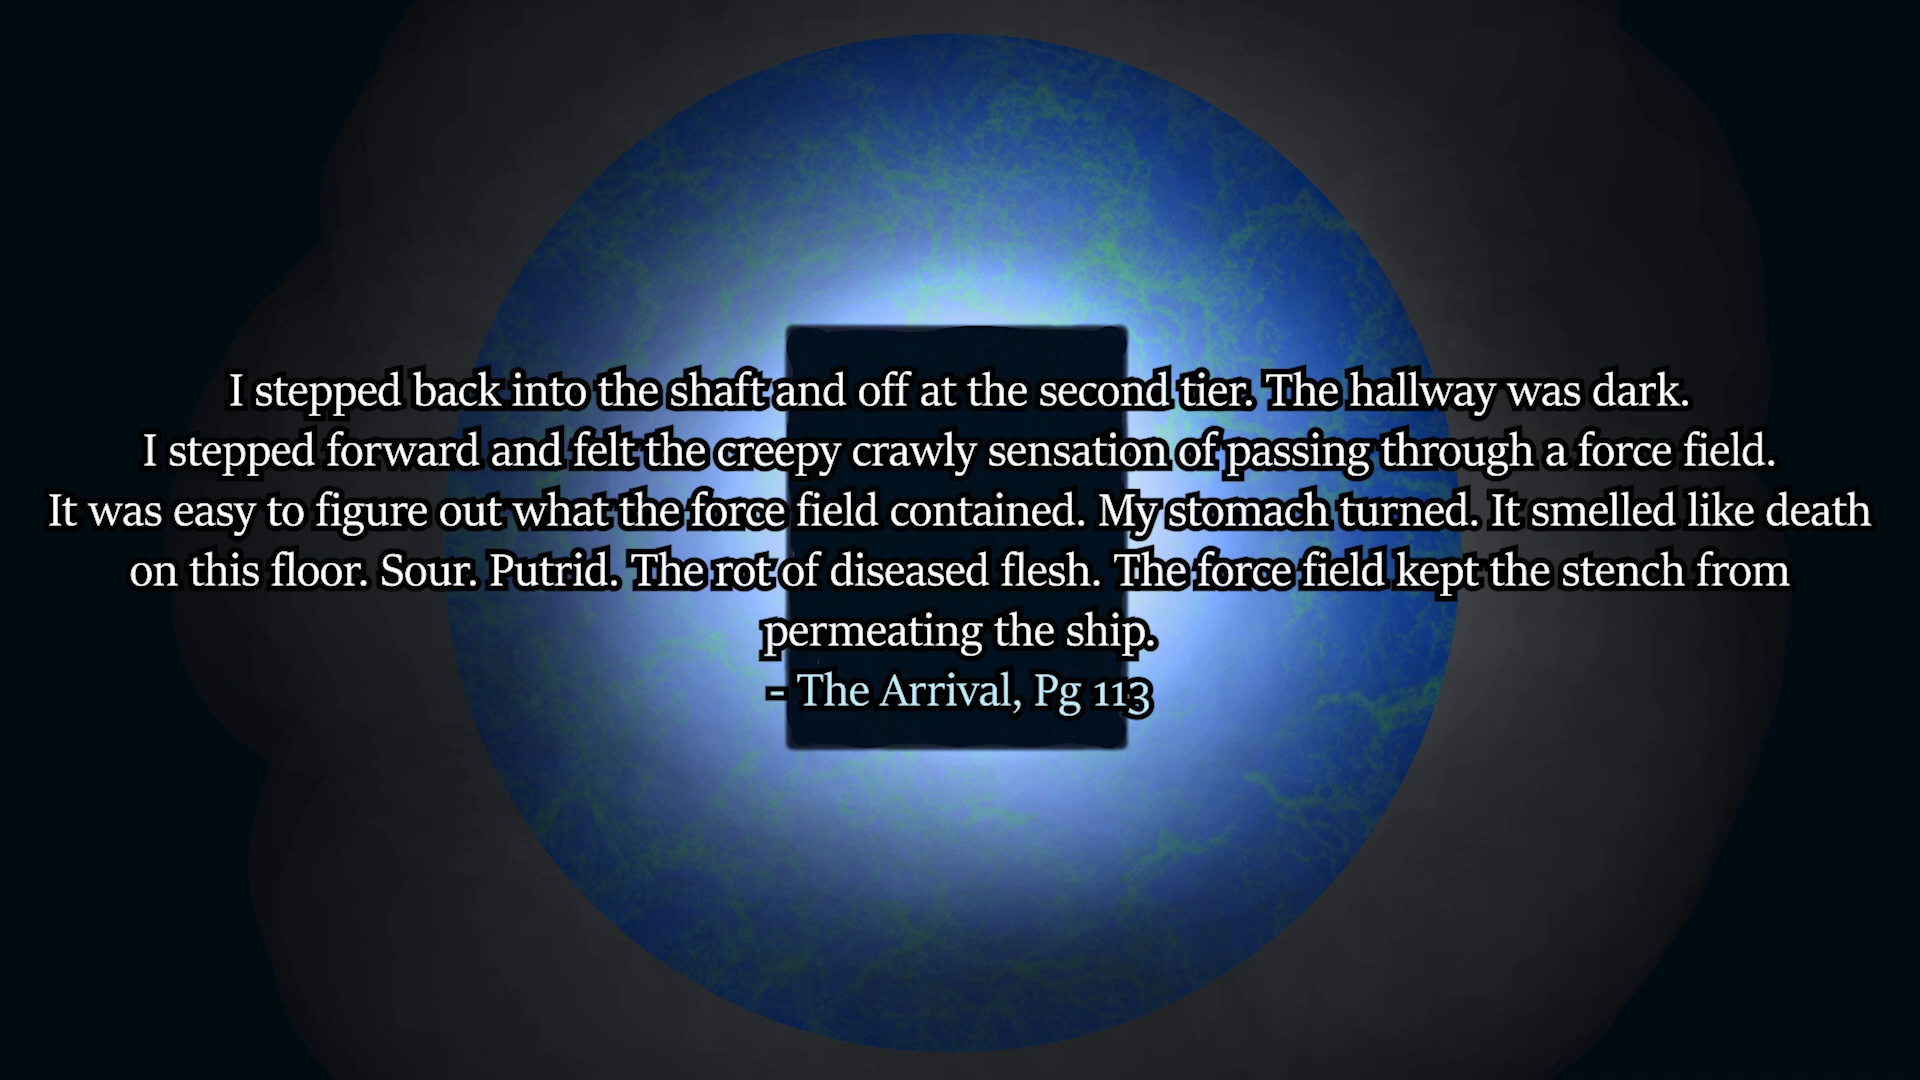 I stepped back into the shaft and off at the second tier. The hallway was dark.
I stepped forward and felt the creepy crawly sensation of passing through a force field.
It was easy to figure out what the force field contained. My stomach turned. It smelled like death
on this floor. Sour. Putrid. The rot of diseased flesh. The force field kept the stench from
permeating the ship.
- The Arrival, Pg 113